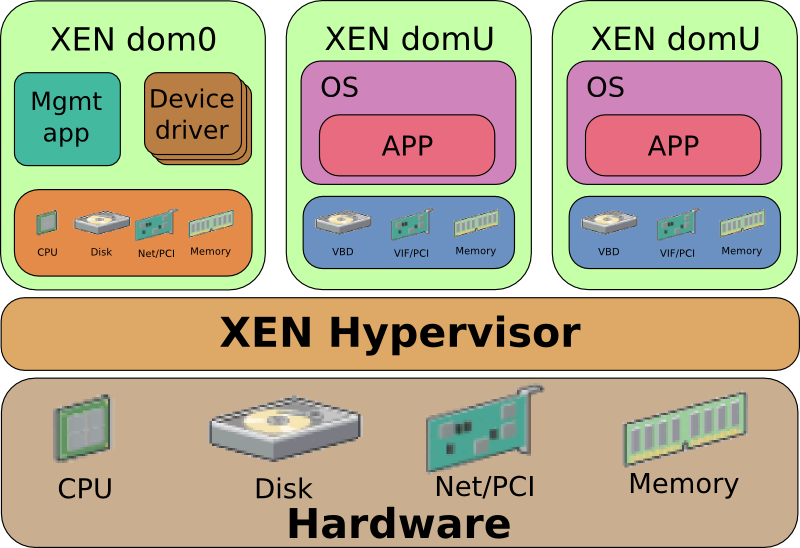 XEN dom0
Mgmt
app
Device
driver
CPU
Disk
Net/PCI
Memory
XEN domU
OS
APP
VBD
VIF/PCI
Memory
XEN domU
OS
APP
VBD
VIF/PCI
Memory
XEN Hypervisor
CPU
Disk
Net/PCI
Memory
Hardware